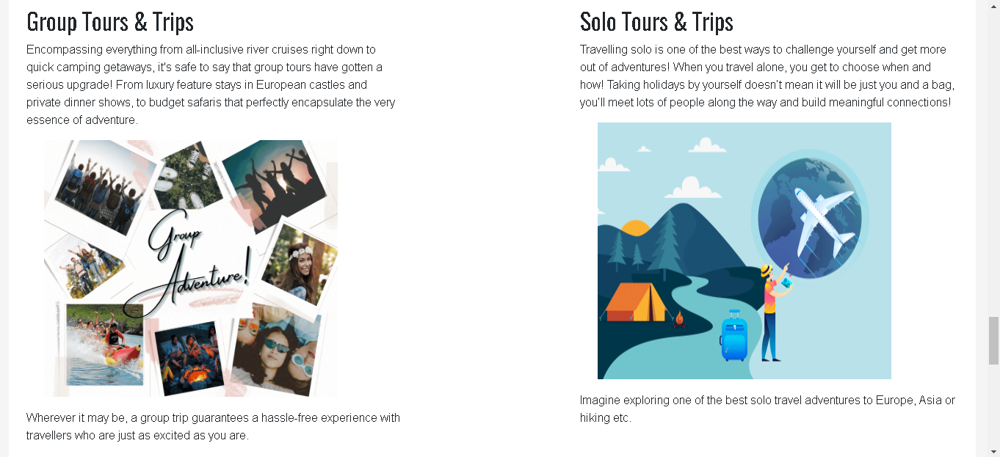 Group Tours & Trips
Encompassing everything from all-inclusive river cruises right down to
quick camping getaways, it's safe to say that group tours have gotten a
serious upgrade! From luxury feature stays in European castles and
private dinner shows, to budget safaris that perfectly encapsulate the very
essence of adventure.
Group
Adventure!
Wherever it may be, a group trip guarantees a hassle-free experience with
travellers who are just as excited as you are.
Solo Tours & Trips
Travelling solo is one of the best ways to challenge yourself and get more
out of adventures! When you travel alone, you get to choose when and
how! Taking holidays by yourself doesn't mean it will be just you and a bag,
you'll meet lots of people along the way and build meaningful connections!
Imagine exploring one of the best solo travel adventures to Europe, Asia or
hiking etc.